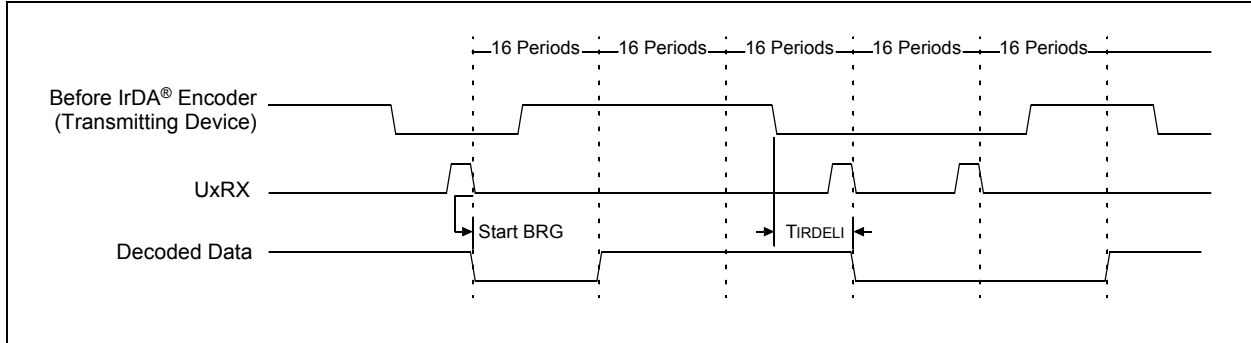 16 Periods 16 Periods 16 Periods 16 Periods 16 Periods
Before IrDA® Encoder
(Transmitting Device)
UxRX
Start BRG
TIRDELI
Decoded Data